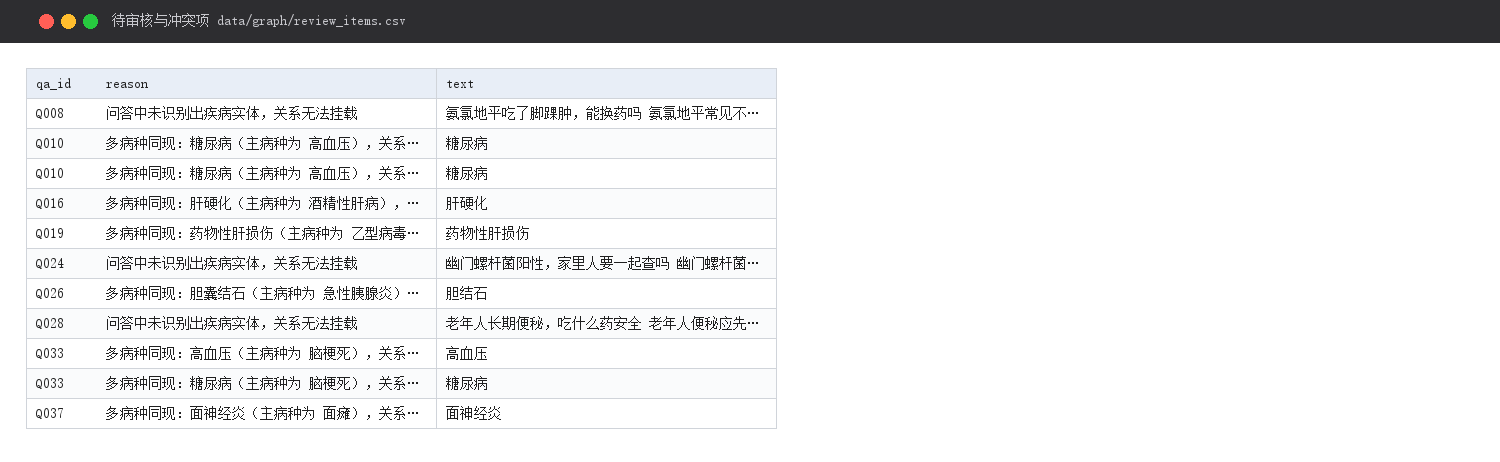 待审核与冲突项 data/graph/review_items.csv
qa_id reason text
Q008 问答中未识别出疾病实体，关系无法挂载 氨氯地平吃了脚踝肿，能换药吗 氨氯地平常见不…
Q010 多病种同现：糖尿病（主病种为 高血压），关系… 糖尿病
Q010 多病种同现：糖尿病（主病种为 高血压），关系… 糖尿病
Q016 多病种同现：肝硬化（主病种为 酒精性肝病），… 肝硬化
Q019 多病种同现：药物性肝损伤（主病种为 乙型病毒… 药物性肝损伤
Q024 问答中未识别出疾病实体，关系无法挂载 幽门螺杆菌阳性，家里人要一起查吗 幽门螺杆菌…
Q026 多病种同现：胆囊结石（主病种为 急性胰腺炎）… 胆结石
Q028 问答中未识别出疾病实体，关系无法挂载 老年人长期便秘，吃什么药安全 老年人便秘应先…
Q033 多病种同现：高血压（主病种为 脑梗死），关系… 高血压
Q033 多病种同现：糖尿病（主病种为 脑梗死），关系… 糖尿病
Q037 多病种同现：面神经炎（主病种为 面瘫），关系… 面神经炎